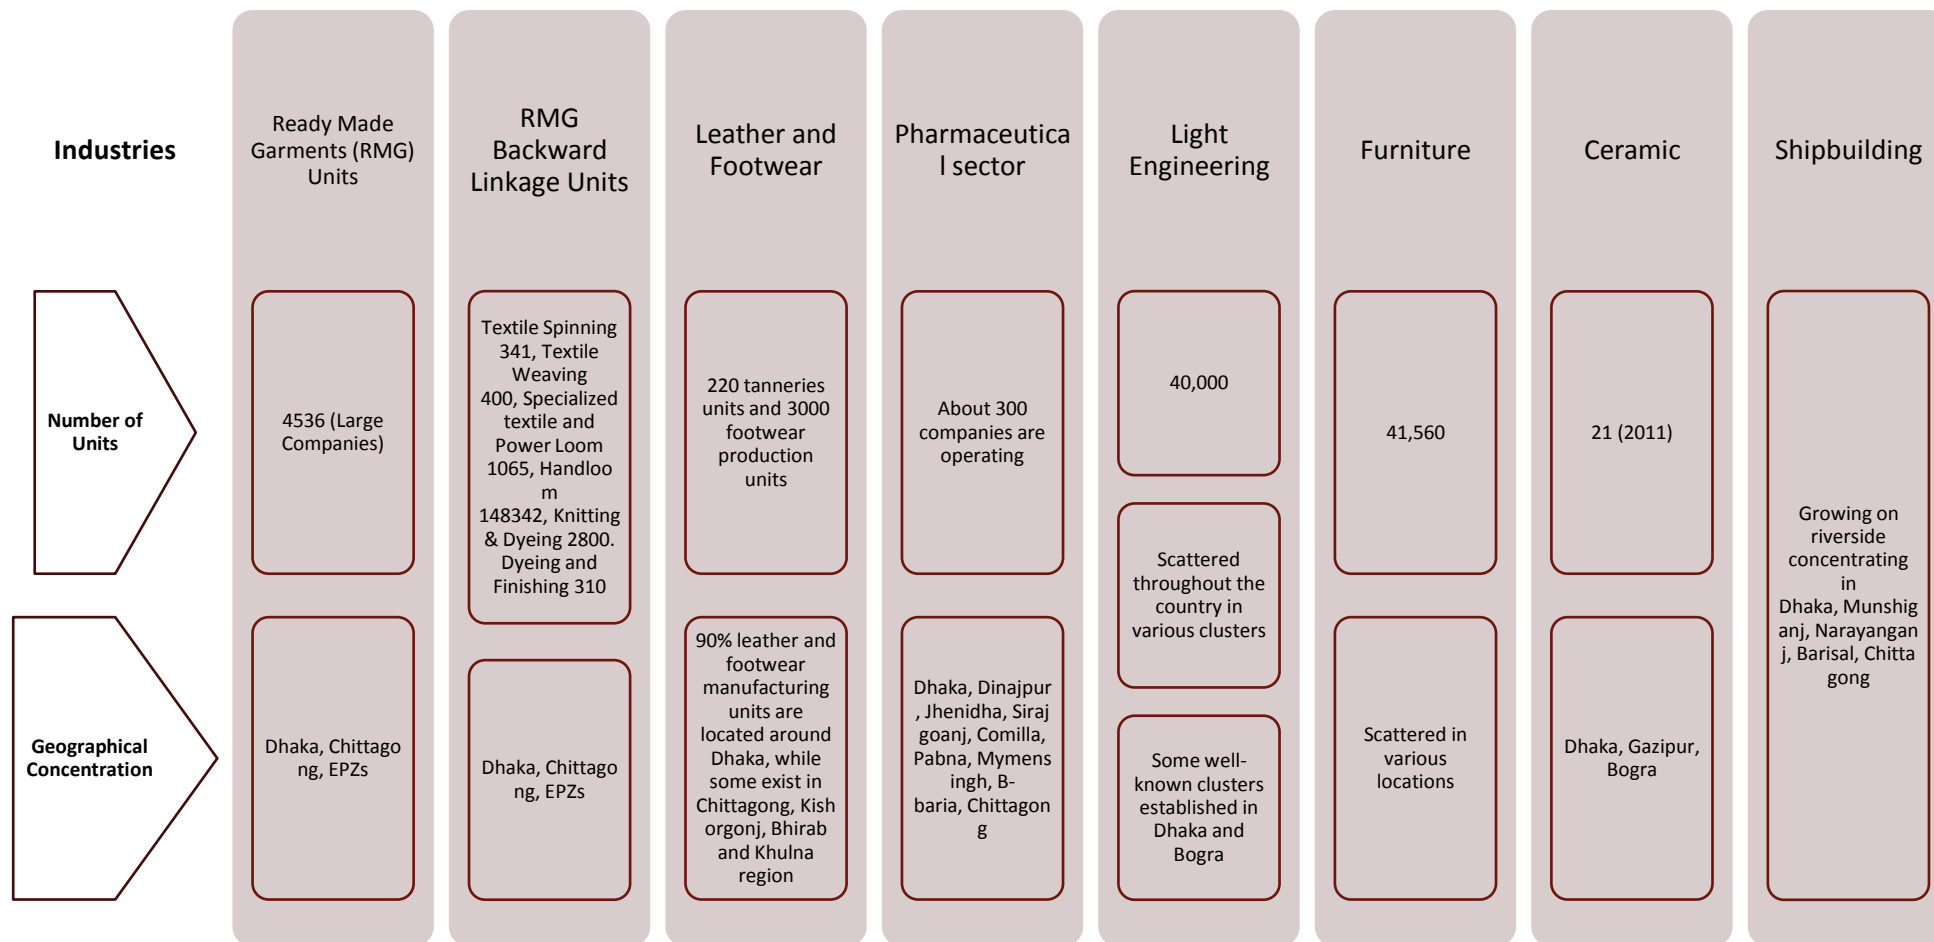 Industries
Ready Made
Garments (RMG)
Units
RMG
Backward
Linkage Units
Leather and
Footwear
Pharmaceutica
l sector
Light
Engineering
Furniture
Ceramic
Shipbuilding
Number of
Units
4536 (Large
Companies)
Textile Spinning
341, Textile
Weaving
400, Specialized
textile and
Power Loom
1065, Handloo
m
148342, Knitting
& Dyeing 2800.
Dyeing and
Finishing 310
220 tanneries
units and 3000
footwear
production
units
About 300
companies are
operating
40,000
Scattered
throughout the
country in
various clusters
41,560
21 (2011)
Growing on
riverside
concentrating
in
Dhaka, Munshig
anj, Narayangan
j, Barisal, Chitta
gong
Geographical
Concentration
Dhaka, Chittago
ng, EPZs
Dhaka, Chittago
ng, EPZs
90% leather and
footwear
manufacturing
units are
located around
Dhaka, while
some exist in
Chittagong, Kish
orgonj, Bhirab
and Khulna
region
Dhaka, Dinajpur
, Jhenidha, Siraj
goanj, Comilla,
Pabna, Mymens
ingh, B-
baria, Chittagon
g
Some well-
known clusters
established in
Dhaka and
Bogra
Scattered in
various
locations
Dhaka, Gazipur,
Bogra